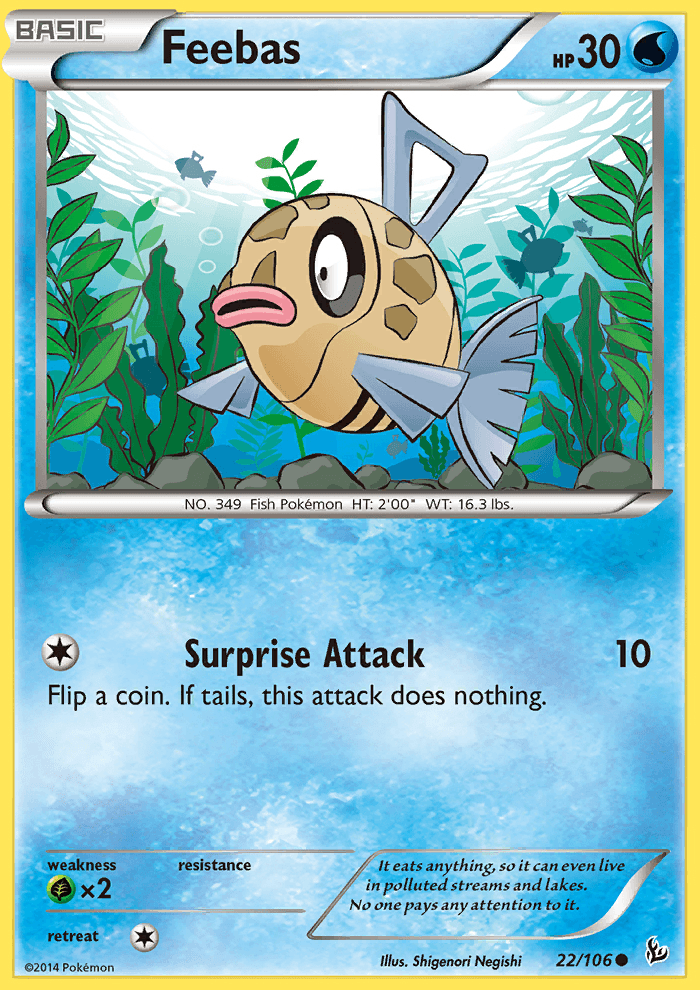 BASIC
Feebas
HP 30
NO. 349 Fish Pokémon HT: 2'00" WT: 16.3 lbs.
Surprise Attack 10
Flip a coin. If tails, this attack does nothing.
weakness resistance
×2
It eats anything, so it can even live
in polluted streams and lakes.
No one pays any attention to it.
retreat
©2014 Pokémon
Illus. Shigenori Negishi
22/106